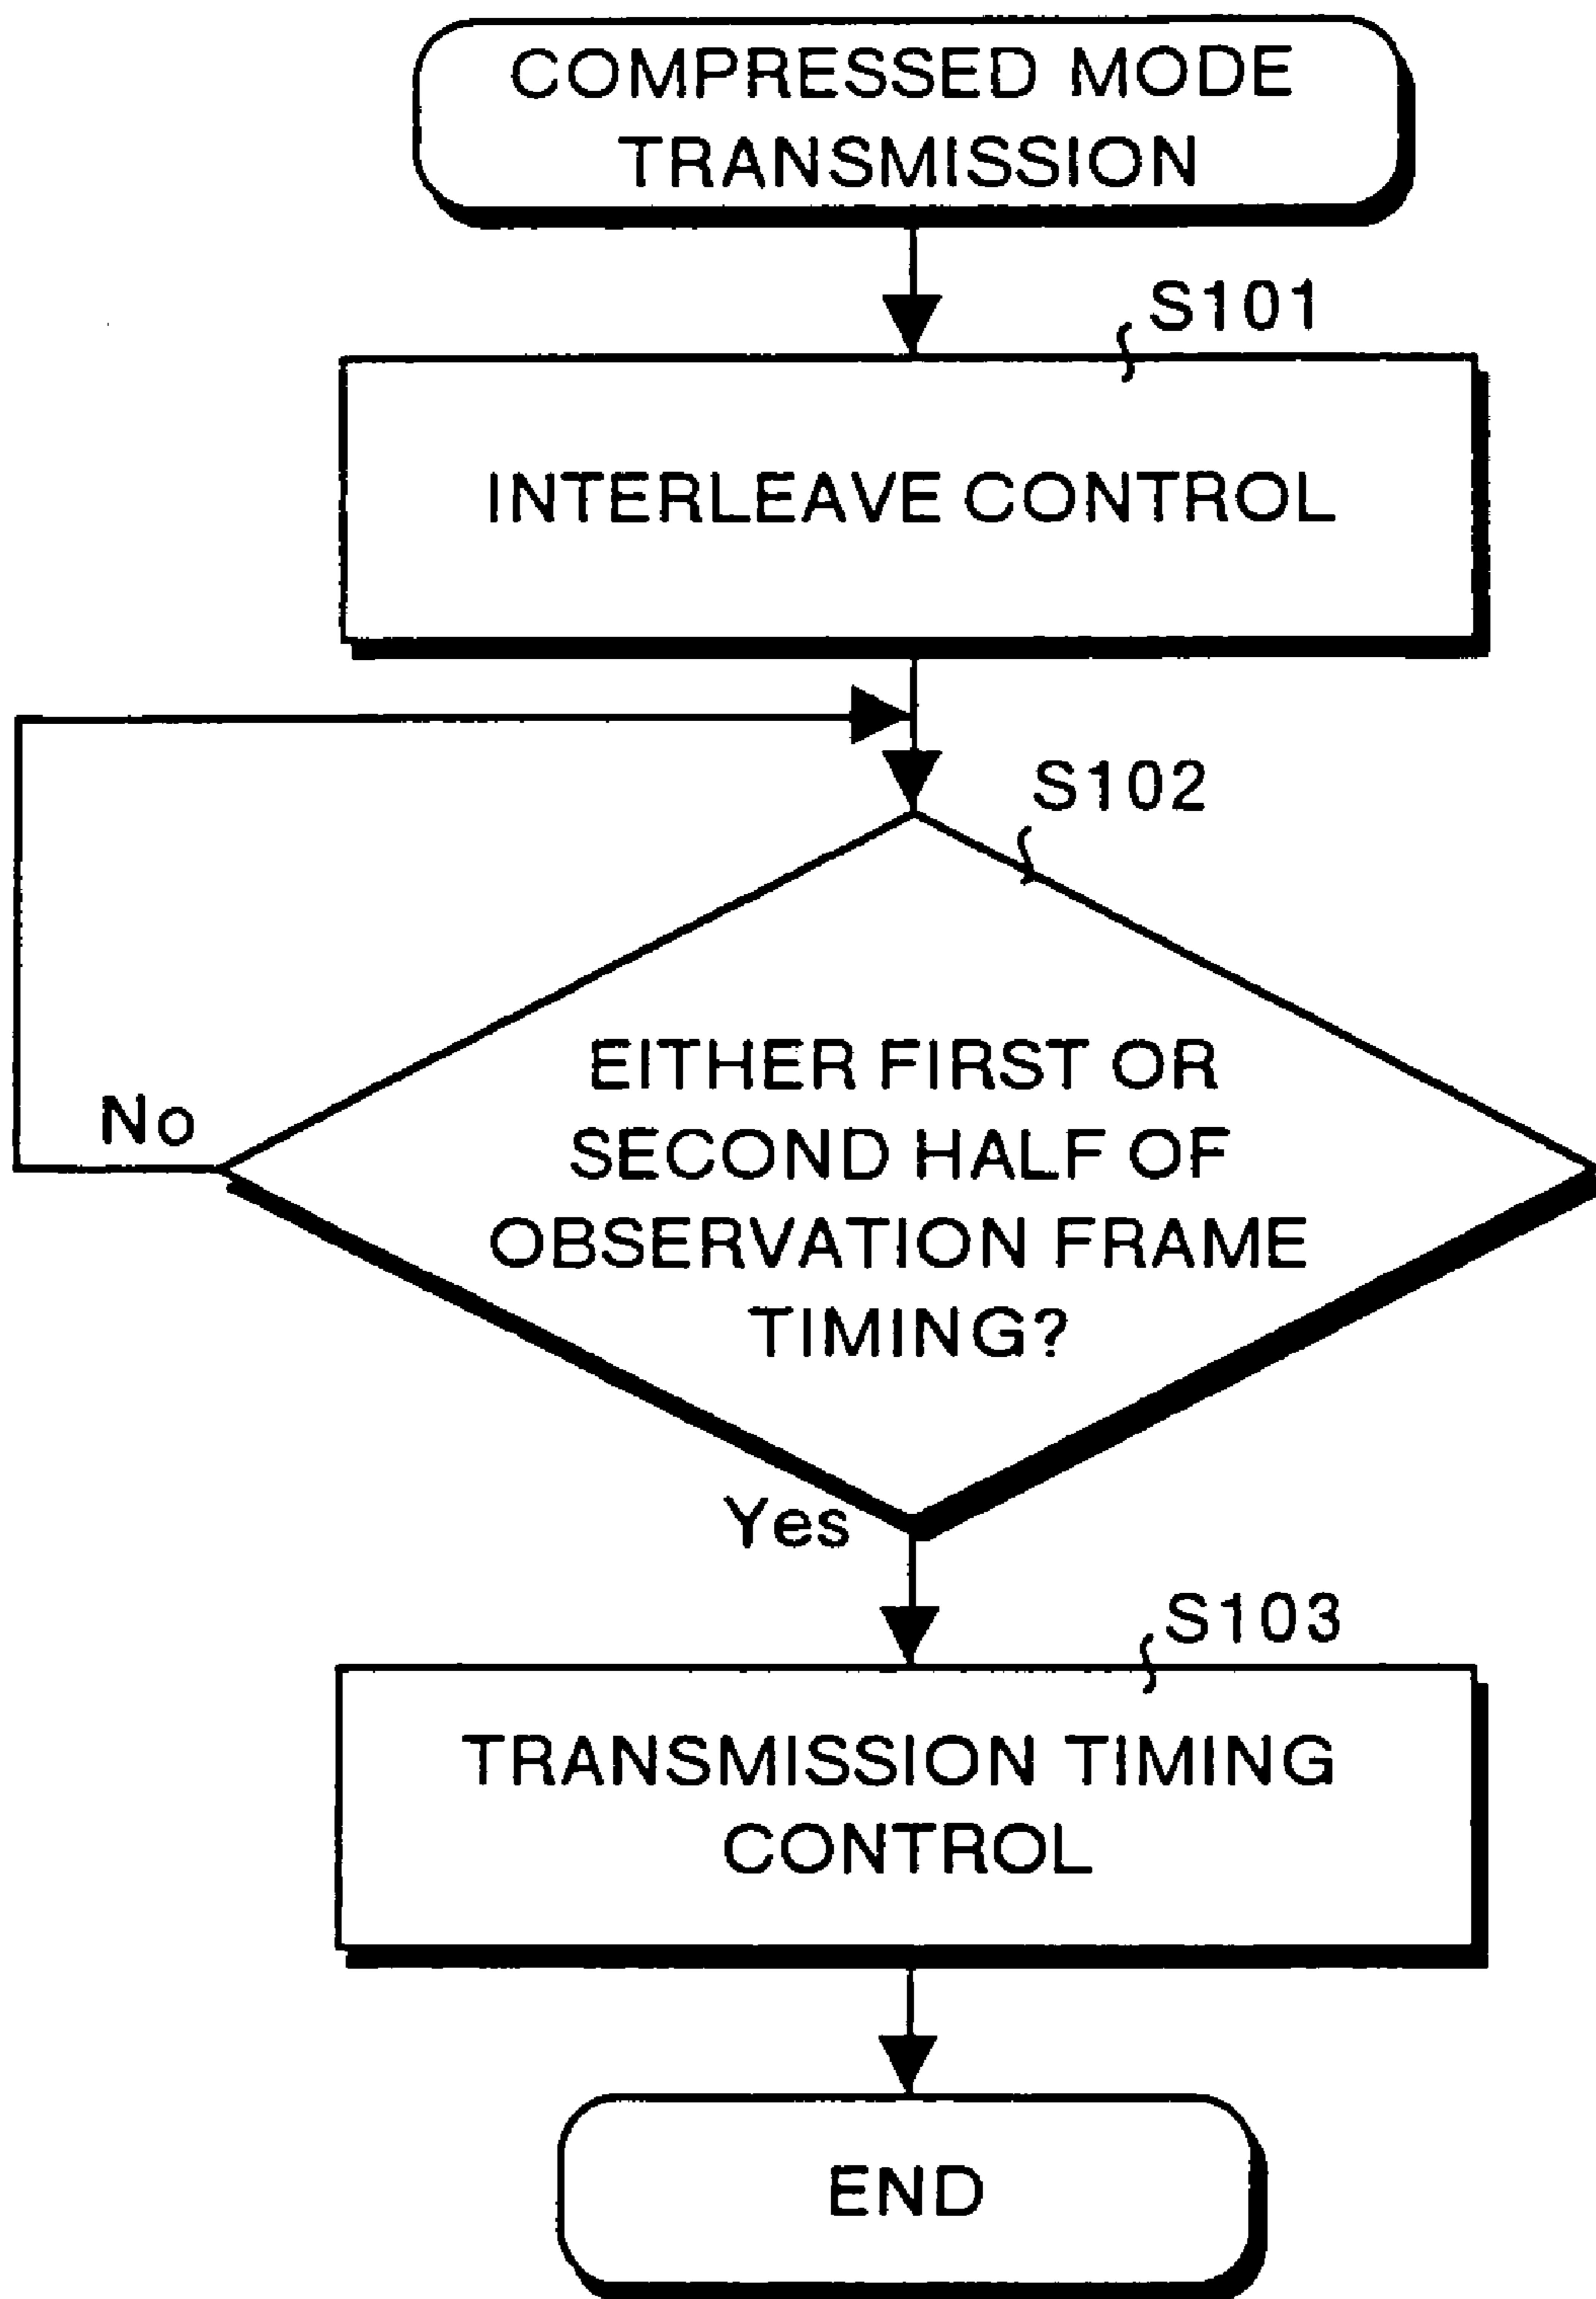 COMPRESSED MODE
TRANSMISSION
S101
INTERLEAVE CONTROL
S102
EITHER FIRST OR
SECOND HALF OF
OBSERVATION FRAME
TIMING?
No
Yes
S103
TRANSMISSION TIMING
CONTROL
END